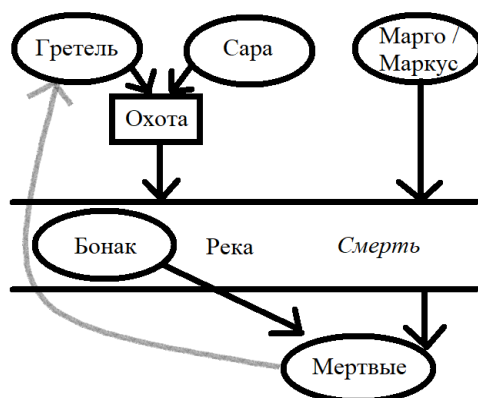 Гретель
Сара
Марго /
Маркус
Охота
Бонак
Река
Смерть
Мертвые